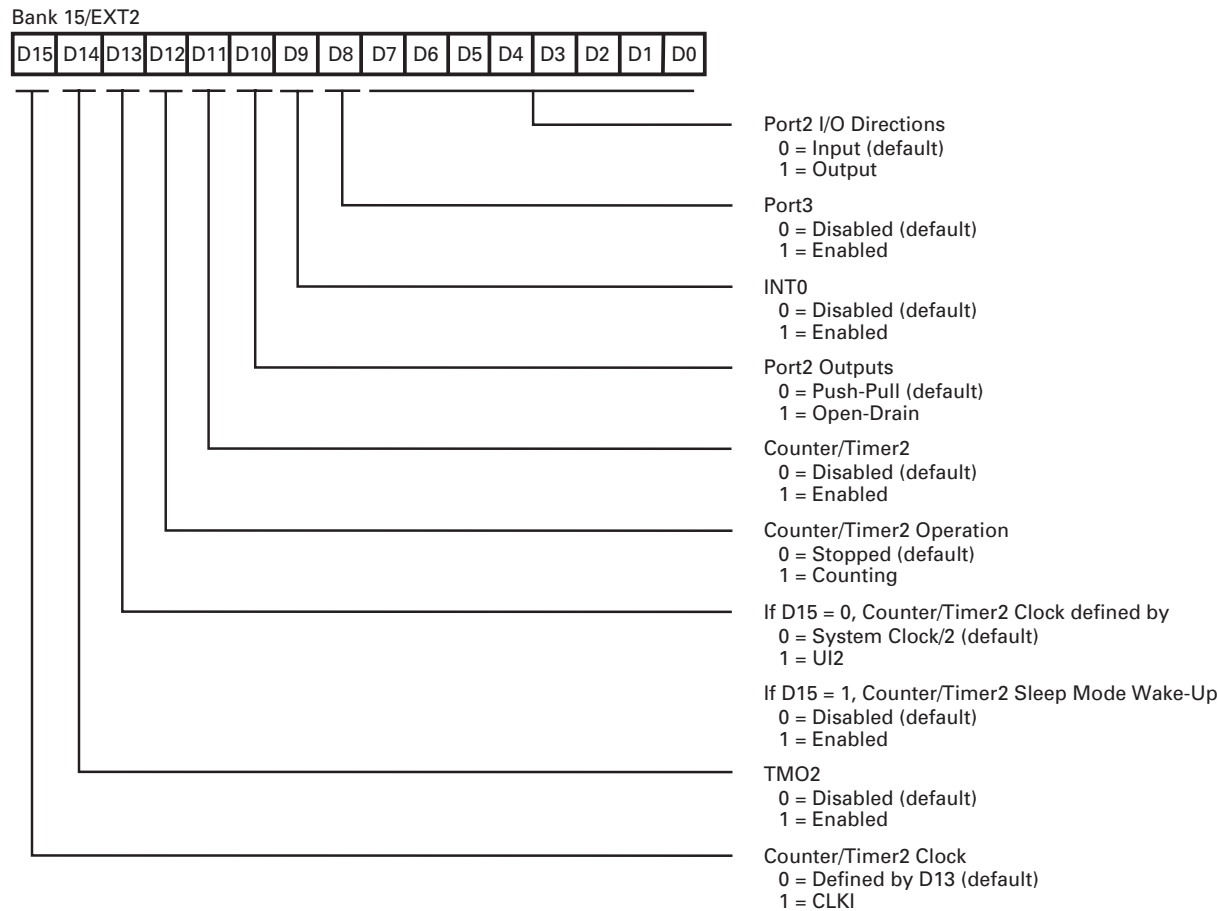 Bank 15/EXT2
D15 D14 D13 D12 D11 D10 D9 D8 D7 D6 D5 D4 D3 D2 D1 D0
Port2 I/O Directions
0 = Input (default)
1 = Output
Port3
0 = Disabled (default)
1 = Enabled
INT0
0 = Disabled (default)
1 = Enabled
Port2 Outputs
0 = Push-Pull (default)
1 = Open-Drain
Counter/Timer2
0 = Disabled (default)
1 = Enabled
Counter/Timer2 Operation
0 = Stopped (default)
1 = Counting
If D15 = 0, Counter/Timer2 Clock defined by
0 = System Clock/2 (default)
1 = UI2
If D15 = 1, Counter/Timer2 Sleep Mode Wake-Up
0 = Disabled (default)
1 = Enabled
TMO2
0 = Disabled (default)
1 = Enabled
Counter/Timer2 Clock
0 = Defined by D13 (default)
1 = CLKI